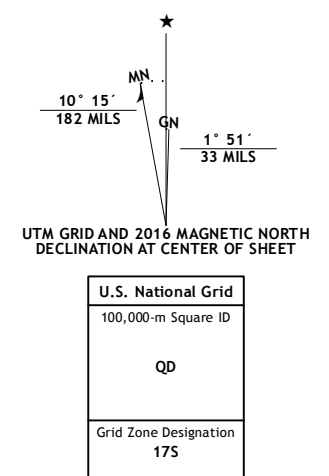 ★
MN
GN
10° 15´
182 MILS
1° 51´
33 MILS
UTM GRID AND 2016 MAGNETIC NORTH
DECLINATION AT CENTER OF SHEET
U.S. National Grid
100,000-m Square ID
QD
Grid Zone Designation
17S